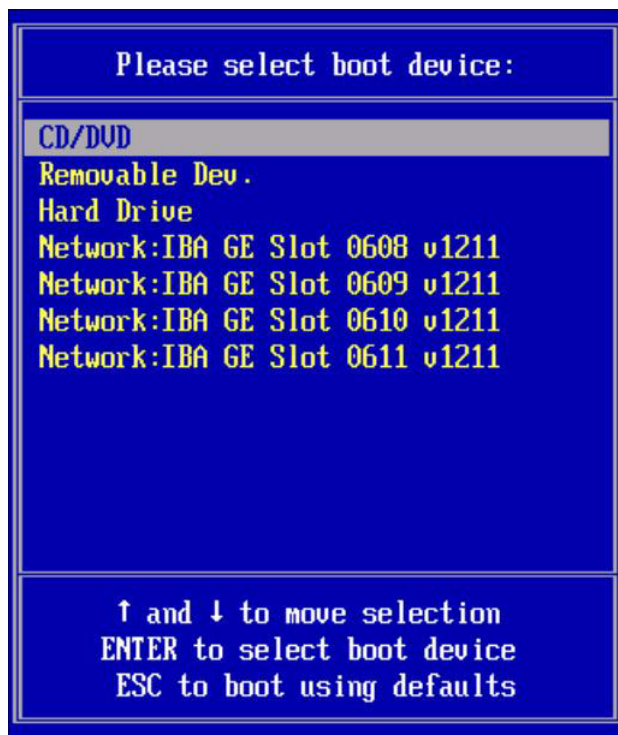 Please select boot device:
CD/DVD
Removable Dev.
Hard Drive
Network:IBA GE Slot 0608 v1211
Network:IBA GE Slot 0609 v1211
Network:IBA GE Slot 0610 v1211
Network:IBA GE Slot 0611 v1211
↑ and ↓ to move selection
ENTER to select boot device
ESC to boot using defaults